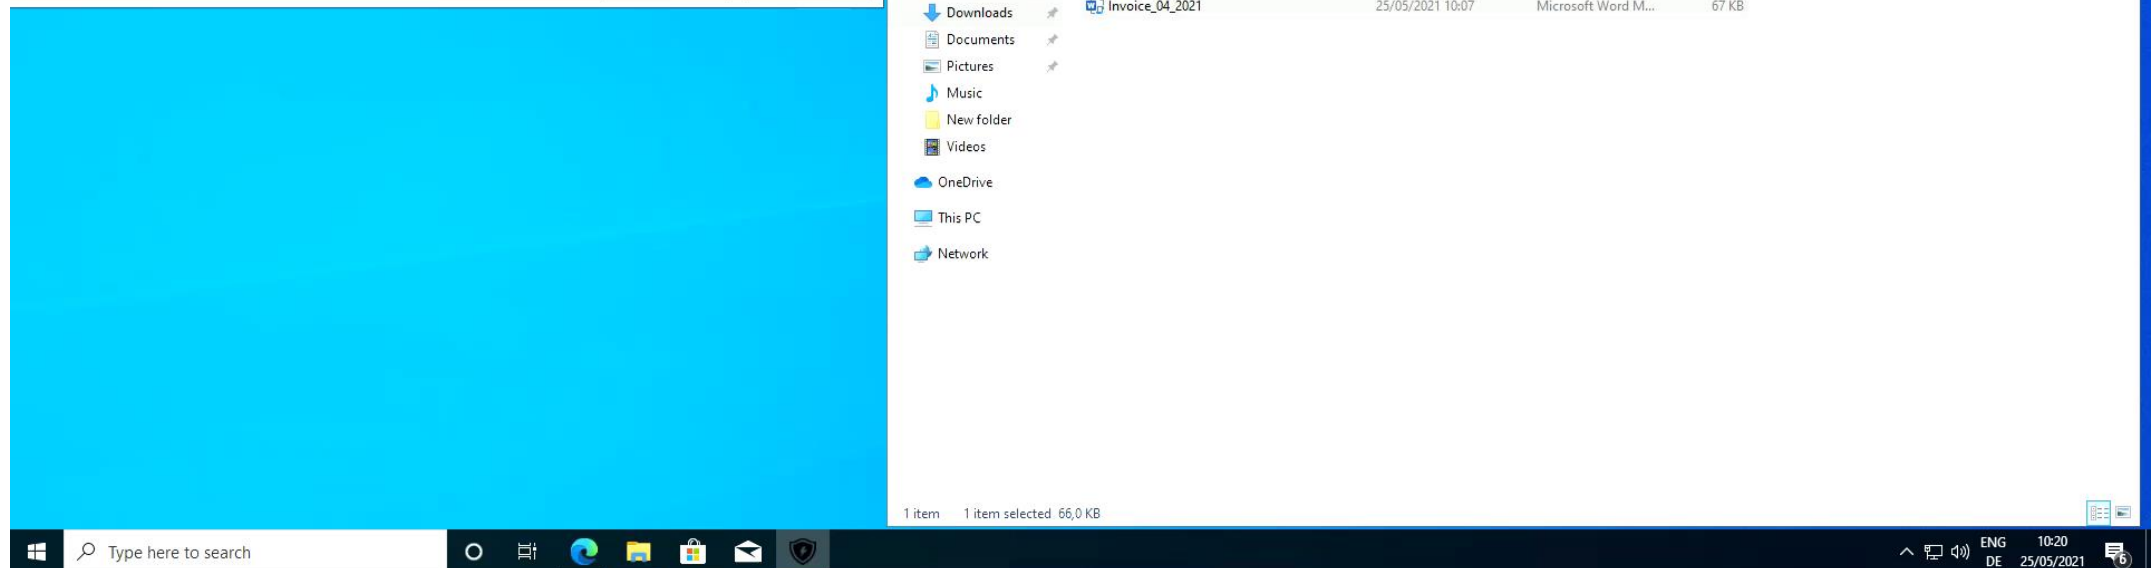 Downloads
Invoice_04_2021 25/05/2021 10:07 Microsoft Word M... 67 KB
Documents
Pictures
Music
New folder
Videos
OneDrive
This PC
Network
1 item 1 item selected 66,0 KB
Type here to search
ENG
DE
10:20
25/05/2021
6